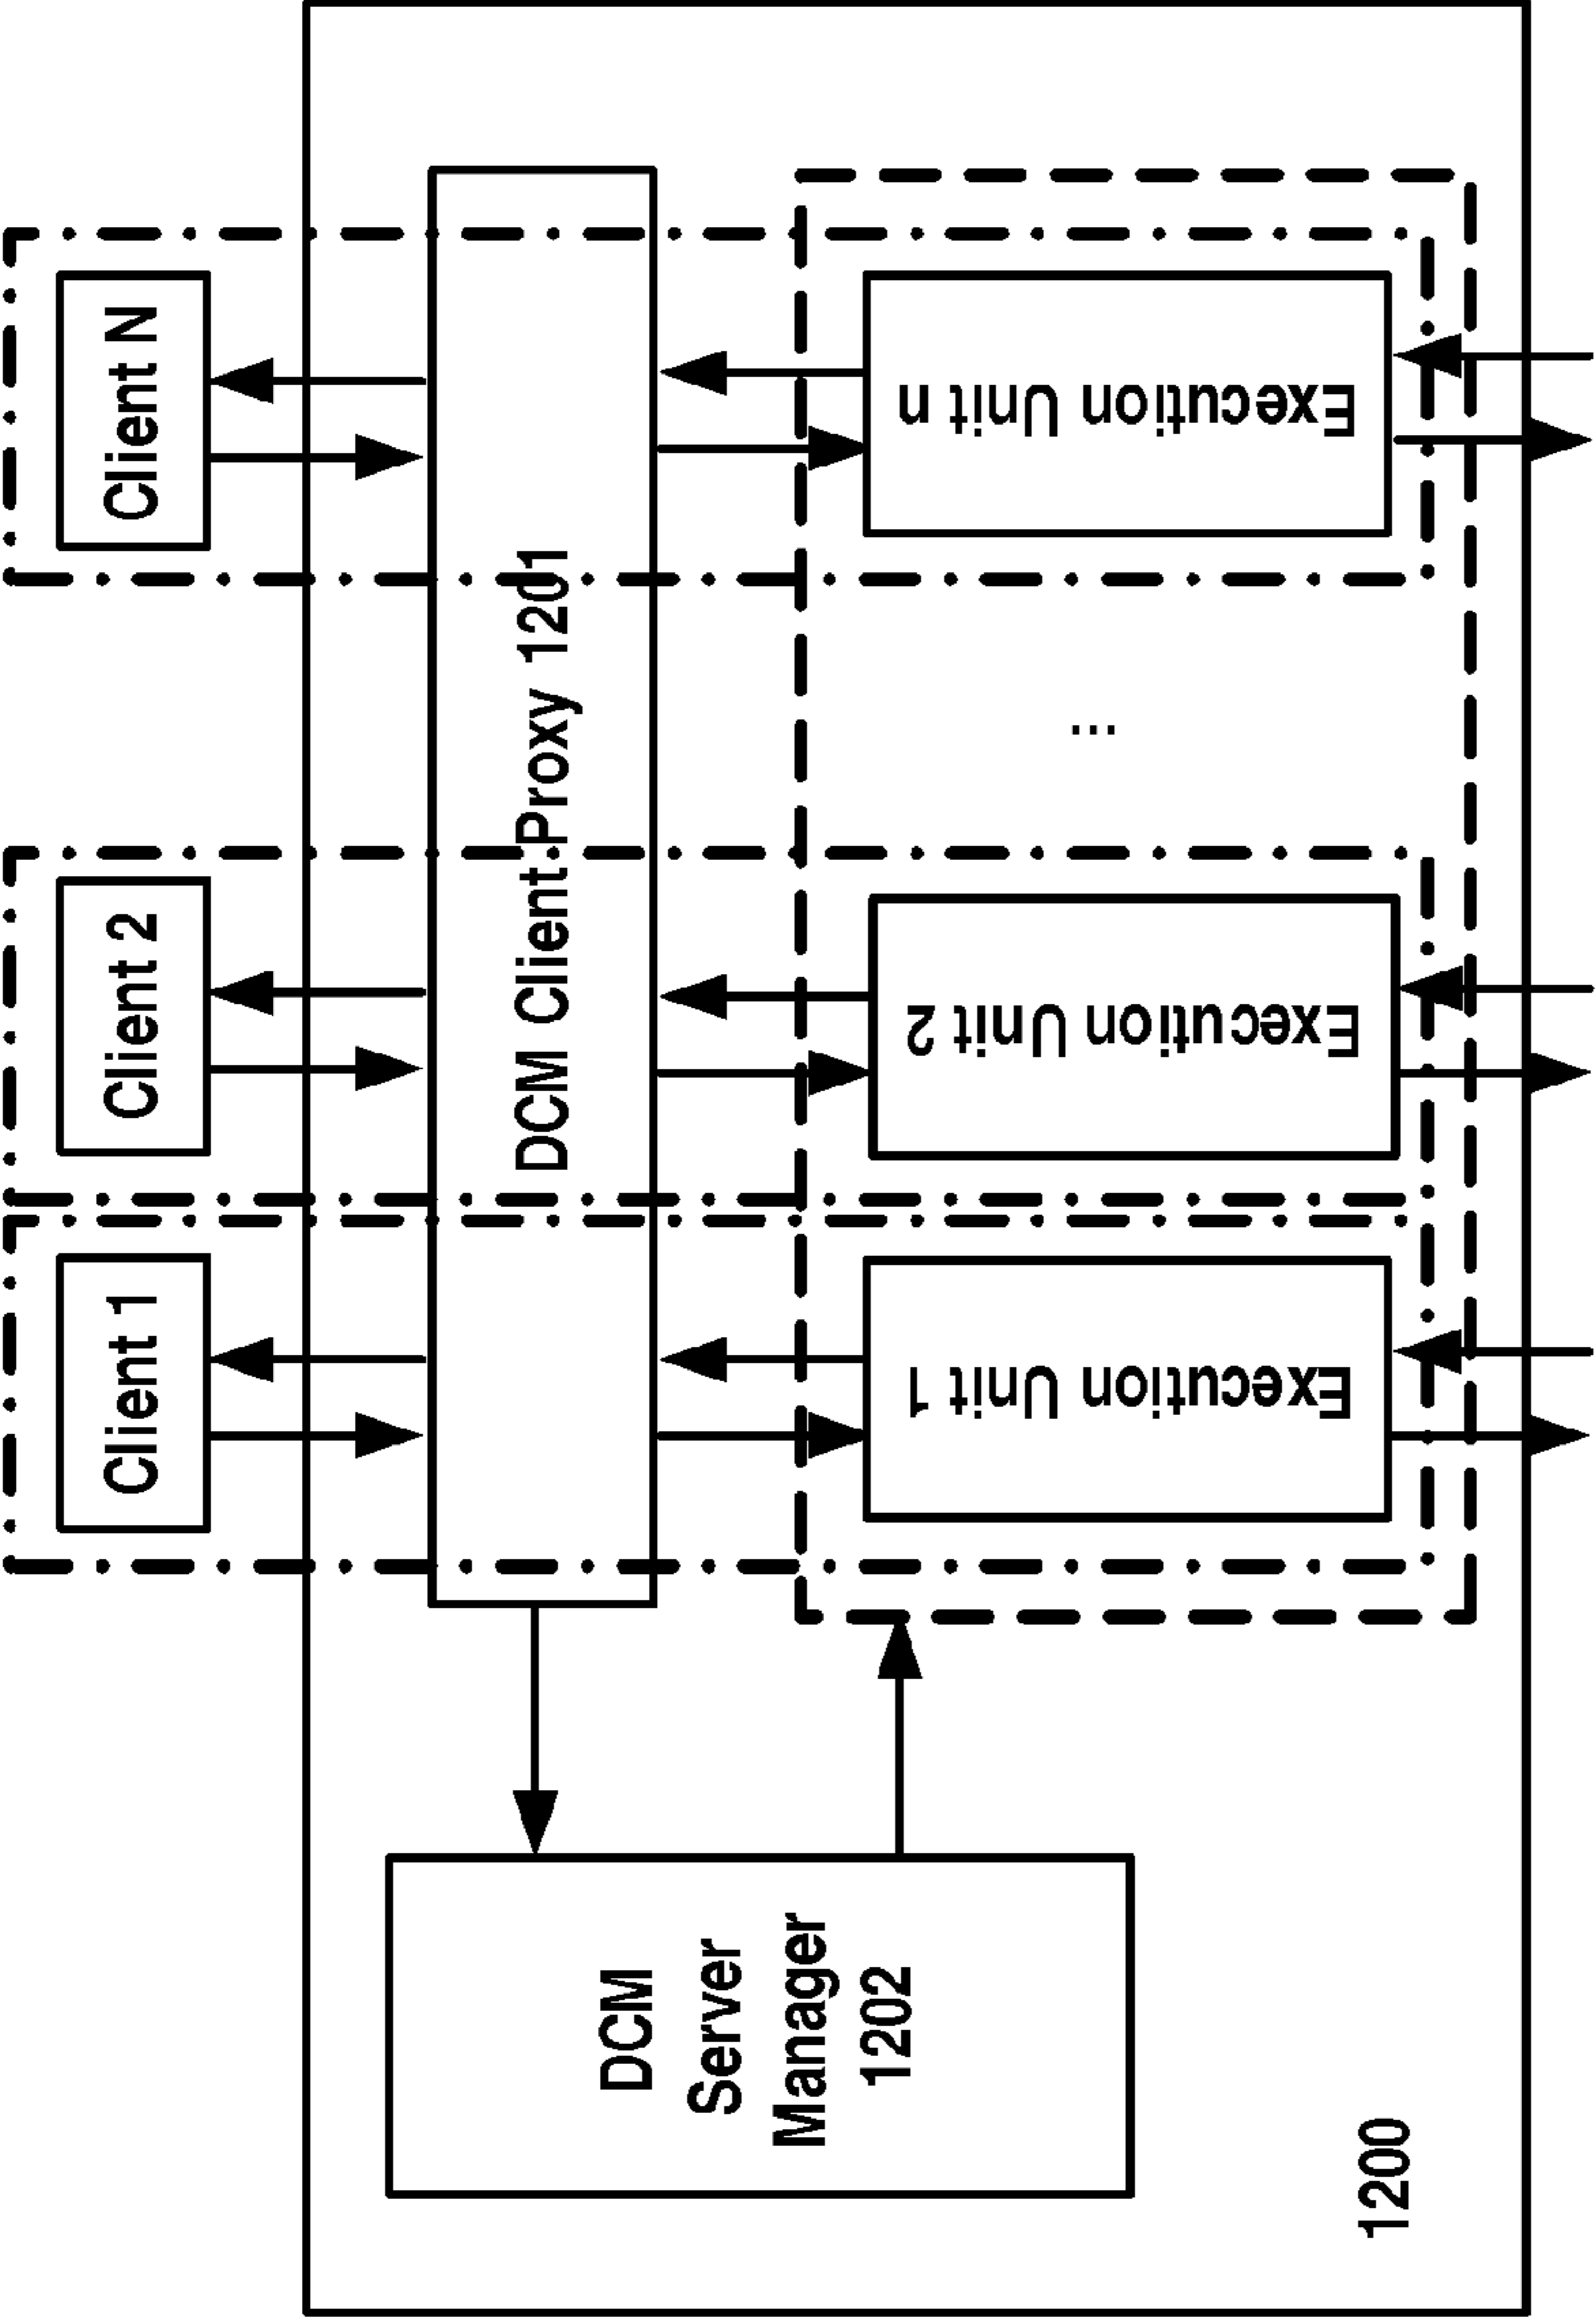 Client 1
Client 2
Client N
DCM Client Proxy 1201
Execution Unit 1
Execution Unit 2
...
Execution Unit n
DCM
Server
Manager
1202
1200